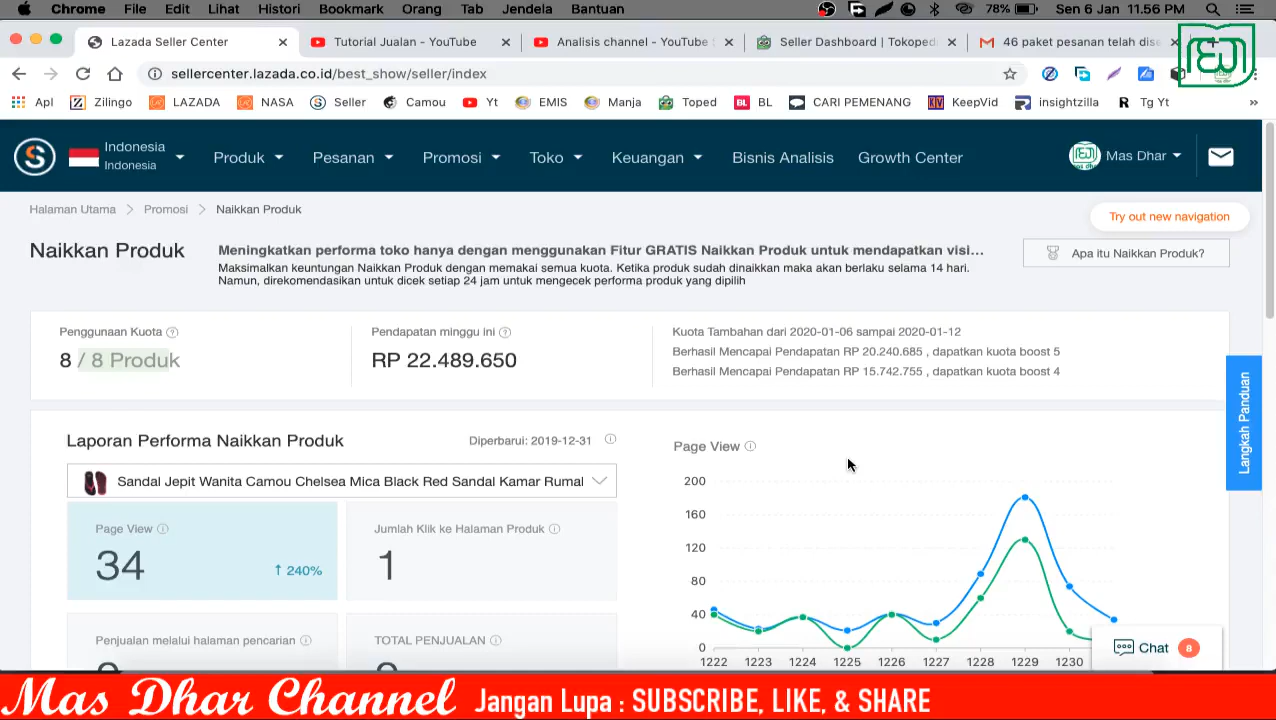 Chrome File Edit Lihat Histori Bookmark Orang Tab Jendela Bantuan 78% Sen 6 Jan 11.56 PM
Lazada Seller Center Tutorial Jualan - YouTube Analisis channel - YouTube S Seller Dashboard | Tokoped 46 paket pesanan telah dise
sellercenter.lazada.co.id/best_show/seller/index
Apl Zilingo LAZADA NASA Seller Camou Yt EMIS Manja Toped BL BL CARI PEMENANG KIV KeepVid insightzilla R Tg Yt »
Indonesia
Indonesia
Produk Pesanan Promosi Toko Keuangan Bisnis Analisis Growth Center Mas Dhar
Halaman Utama > Promosi > Naikkan Produk
Try out new navigation
Naikkan Produk
Meningkatkan performa toko hanya dengan menggunakan Fitur GRATIS Naikkan Produk untuk mendapatkan visi...
Maksimalkan keuntungan Naikkan Produk dengan memakai semua kuota. Ketika produk sudah dinaikkan maka akan berlaku selama 14 hari.
Namun, direkomendasikan untuk dicek setiap 24 jam untuk mengecek performa produk yang dipilih
Apa itu Naikkan Produk?
Penggunaan Kuota
8 / 8 Produk
Pendapatan minggu ini
RP 22.489.650
Kuota Tambahan dari 2020-01-06 sampai 2020-01-12
Berhasil Mencapai Pendapatan RP 20.240.685 , dapatkan kuota boost 5
Berhasil Mencapai Pendapatan RP 15.742.755 , dapatkan kuota boost 4
Langkah Panduan
Laporan Performa Naikkan Produk
Diperbarui: 2019-12-31
Sandal Jepit Wanita Camou Chelsea Mica Black Red Sandal Kamar Rumal
Page View
34
↑ 240%
Jumlah Klik ke Halaman Produk
1
Penjualan melalui halaman pencarian
TOTAL PENJUALAN
Page View
200
160
120
80
40
0
1222 1223 1224 1225 1226 1227 1228 1229 1230
Chat 8
Mas Dhar Channel Jangan Lupa : SUBSCRIBE, LIKE, & SHARE